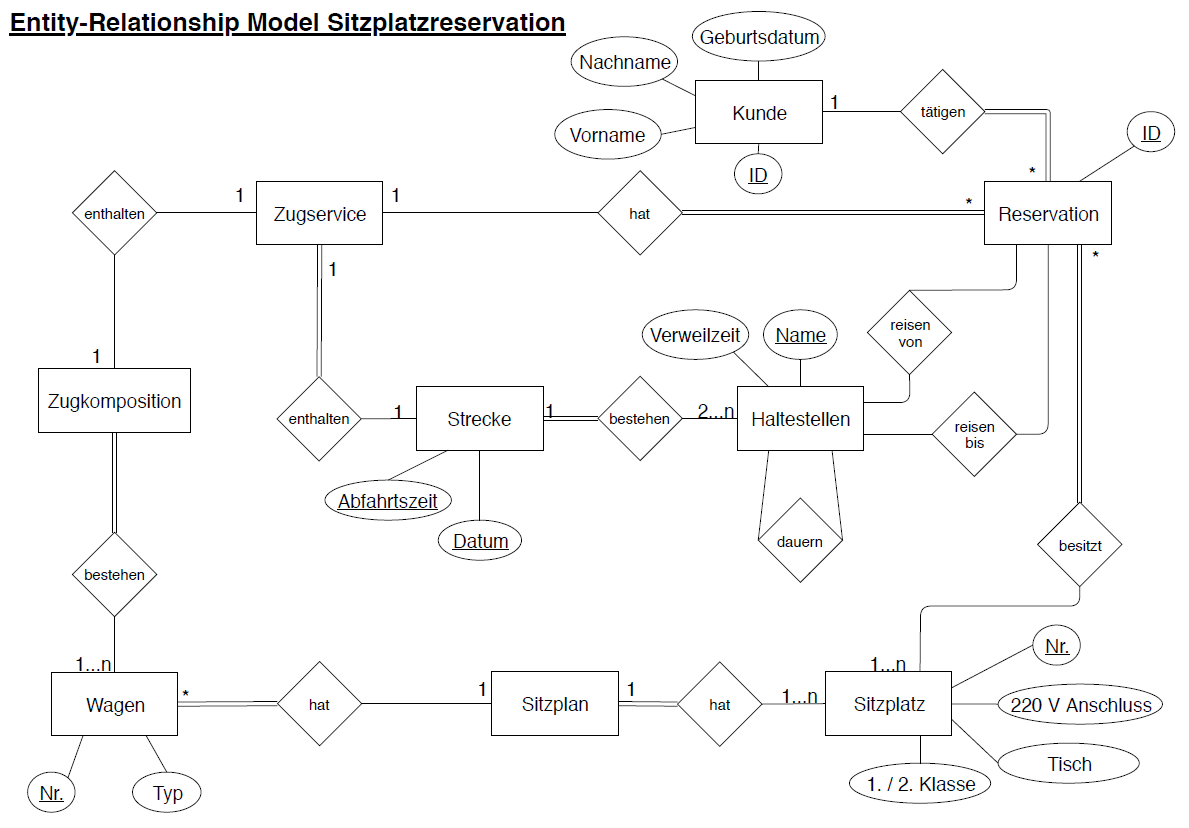 Entity-Relationship Model Sitzplatzreservation
Geburtsdatum
Nachname
Kunde
1
tätigen
Vorname
ID
ID
*
enthalten
1
Zugservice
1
hat
*
Reservation
1
*
reisen
von
Verweilzeit
Name
1
Zugkomposition
enthalten
1
Strecke
1
bestehen
2...n
Haltestellen
reisen
bis
Abfahrtszeit
Datum
dauern
besitzt
bestehen
1...n
Wagen
*
hat
1
Sitzplan
1
hat
1...n
1...n
Sitzplatz
Nr.
220 V Anschluss
Tisch
1. / 2. Klasse
Nr.
Typ